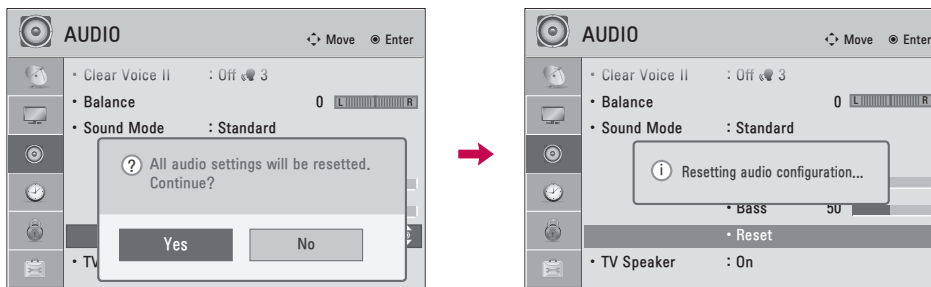 AUDIO
Move
Enter
• Clear Voice II : Off 3
• Balance 0 L R
• Sound Mode : Standard
? All audio settings will be resetted.
Continue?
Yes
No
• TV
AUDIO
Move
Enter
• Clear Voice II : Off 3
• Balance 0 L R
• Sound Mode : Standard
i Resetting audio configuration...
• Bass 50
• Reset
• TV Speaker : On